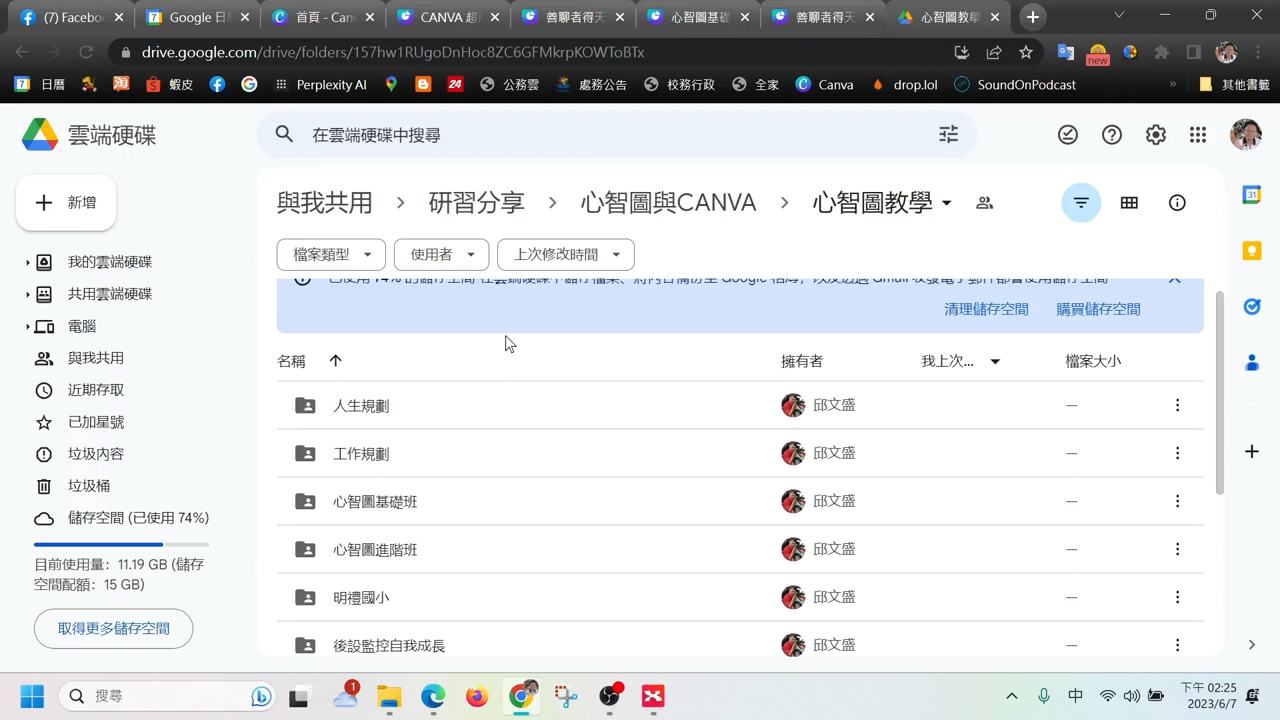 (7) Faceboo
Google 日
首頁 - Can
CANVA 超
善聊者得天
心智圖基礎
善聊者得天
心智圖教學
drive.google.com/drive/folders/157hw1RUgoDnHoc8ZC6GFMkrpKOWToBTx
new
日曆
蝦皮
Perplexity AI
24
公務雲
處務公告
校務行政
全家
Canva
drop.lol
SoundOnPodcast
»
其他書籤
雲端硬碟
在雲端硬碟中搜尋
新增
與我共用 > 研習分享 > 心智圖與CANVA > 心智圖教學
檔案類型
使用者
上次修改時間
清理儲存空間
購買儲存空間
我的雲端硬碟
共用雲端硬碟
電腦
與我共用
近期存取
已加星號
垃圾內容
垃圾桶
儲存空間 (已使用 74%)
目前使用量：11.19 GB (儲存
空間配額：15 GB)
取得更多儲存空間
名稱 擁有者 我上次... 檔案大小
人生規劃 邱文盛 —
工作規劃 邱文盛 —
心智圖基礎班 邱文盛 —
心智圖進階班 邱文盛 —
明禮國小 邱文盛 —
後設監控自我成長 邱文盛 —
搜尋
1
中
下午 02:25
2023/6/7